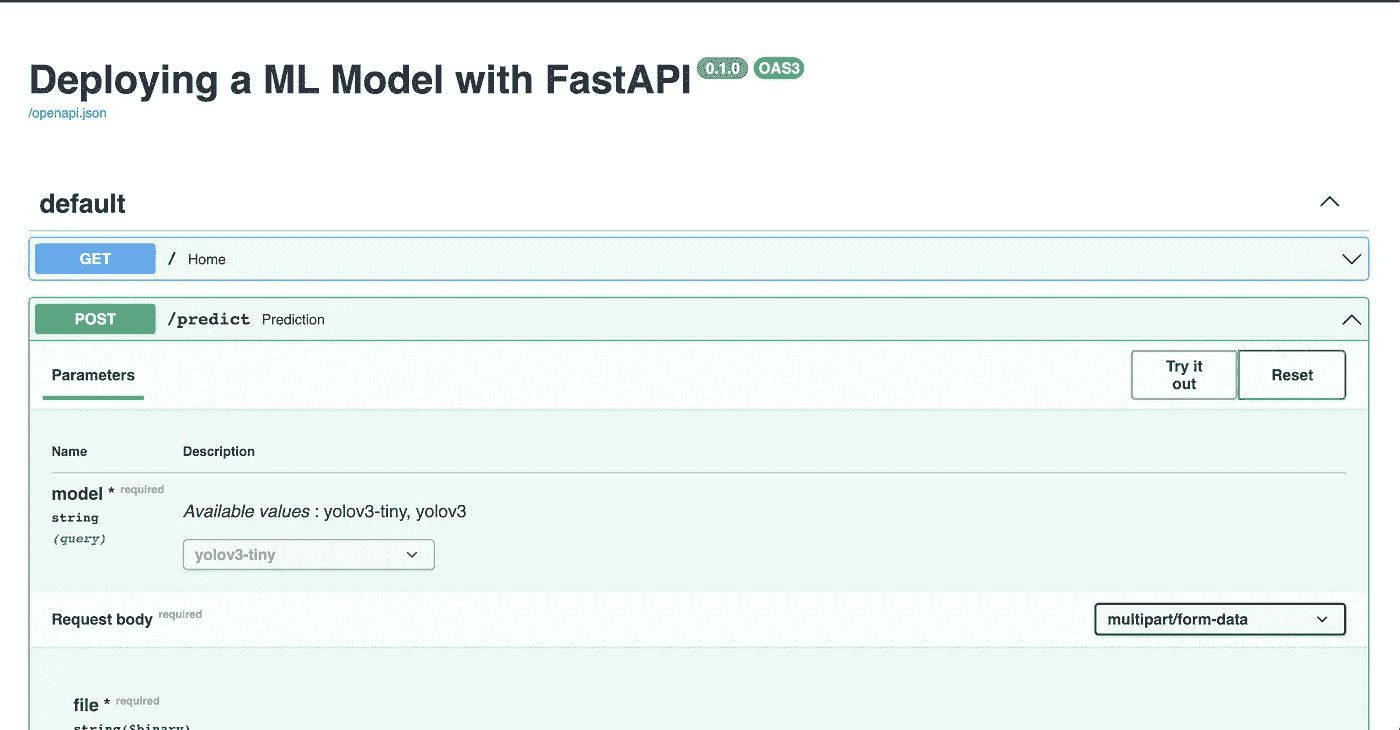 Deploying a ML Model with FastAPI 0.1.0 OAS3
/openapi.json
default
GET / Home
POST /predict Prediction
Parameters
Try it out
Reset
Name Description
model * required
string
(query)
Available values : yolov3-tiny, yolov3
yolov3-tiny
Request body required
multipart/form-data
file * required
string($binary)